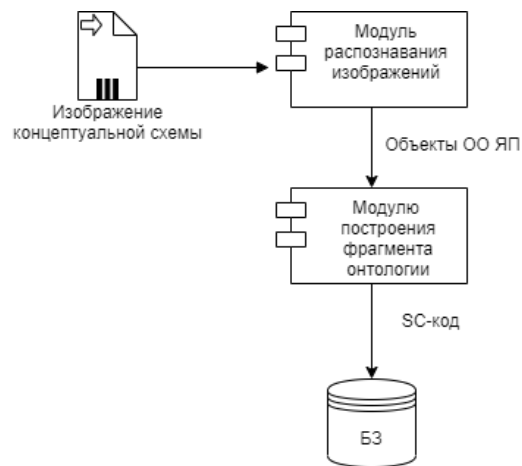 Модуль
распознавания
изображений
Изображение
концептуальной схемы
Объекты ОО ЯП
Модулю
построения
фрагмента
онтологии
SC-код
БЗ